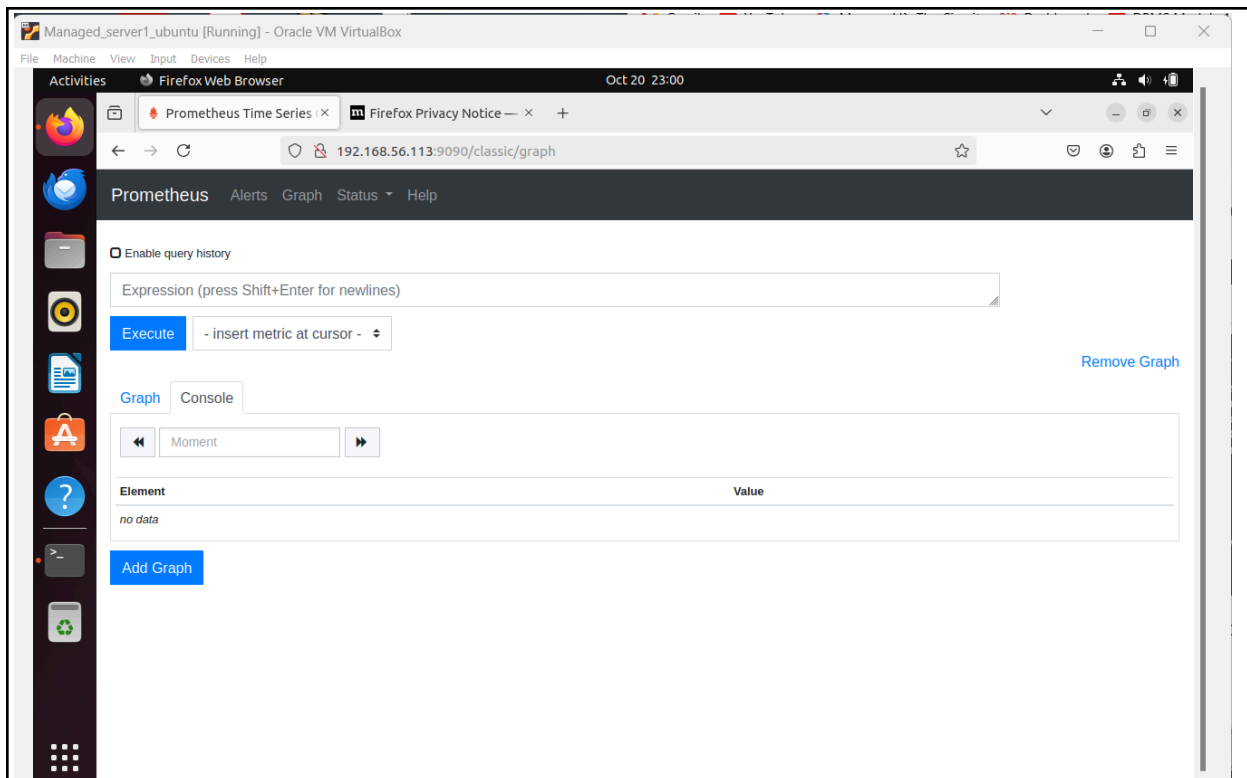 Managed_server1_ubuntu [Running] - Oracle VM VirtualBox
File Machine View Input Devices Help
Activities Firefox Web Browser Oct 20 23:00
Prometheus Time Series Firefox Privacy Notice —
192.168.56.113:9090/classic/graph
Prometheus Alerts Graph Status Help
Enable query history
Expression (press Shift+Enter for newlines)
Execute - insert metric at cursor -
Remove Graph
Graph Console
Moment
Element Value
no data
Add Graph